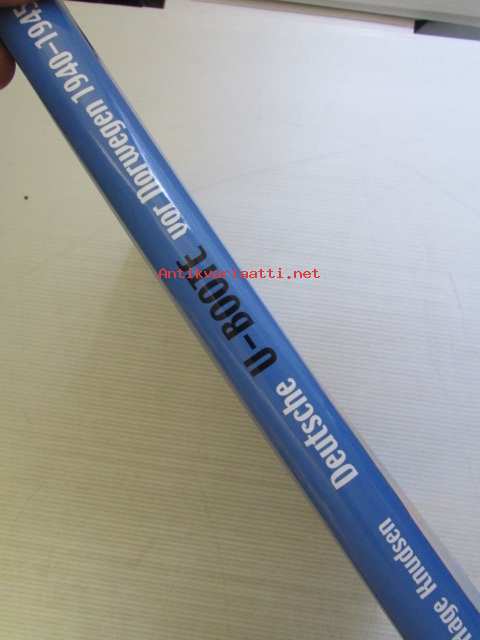 Knudsen
Deutsche U-BOOTE vor Norwegen 1940-1945
Antikvariaatti.net